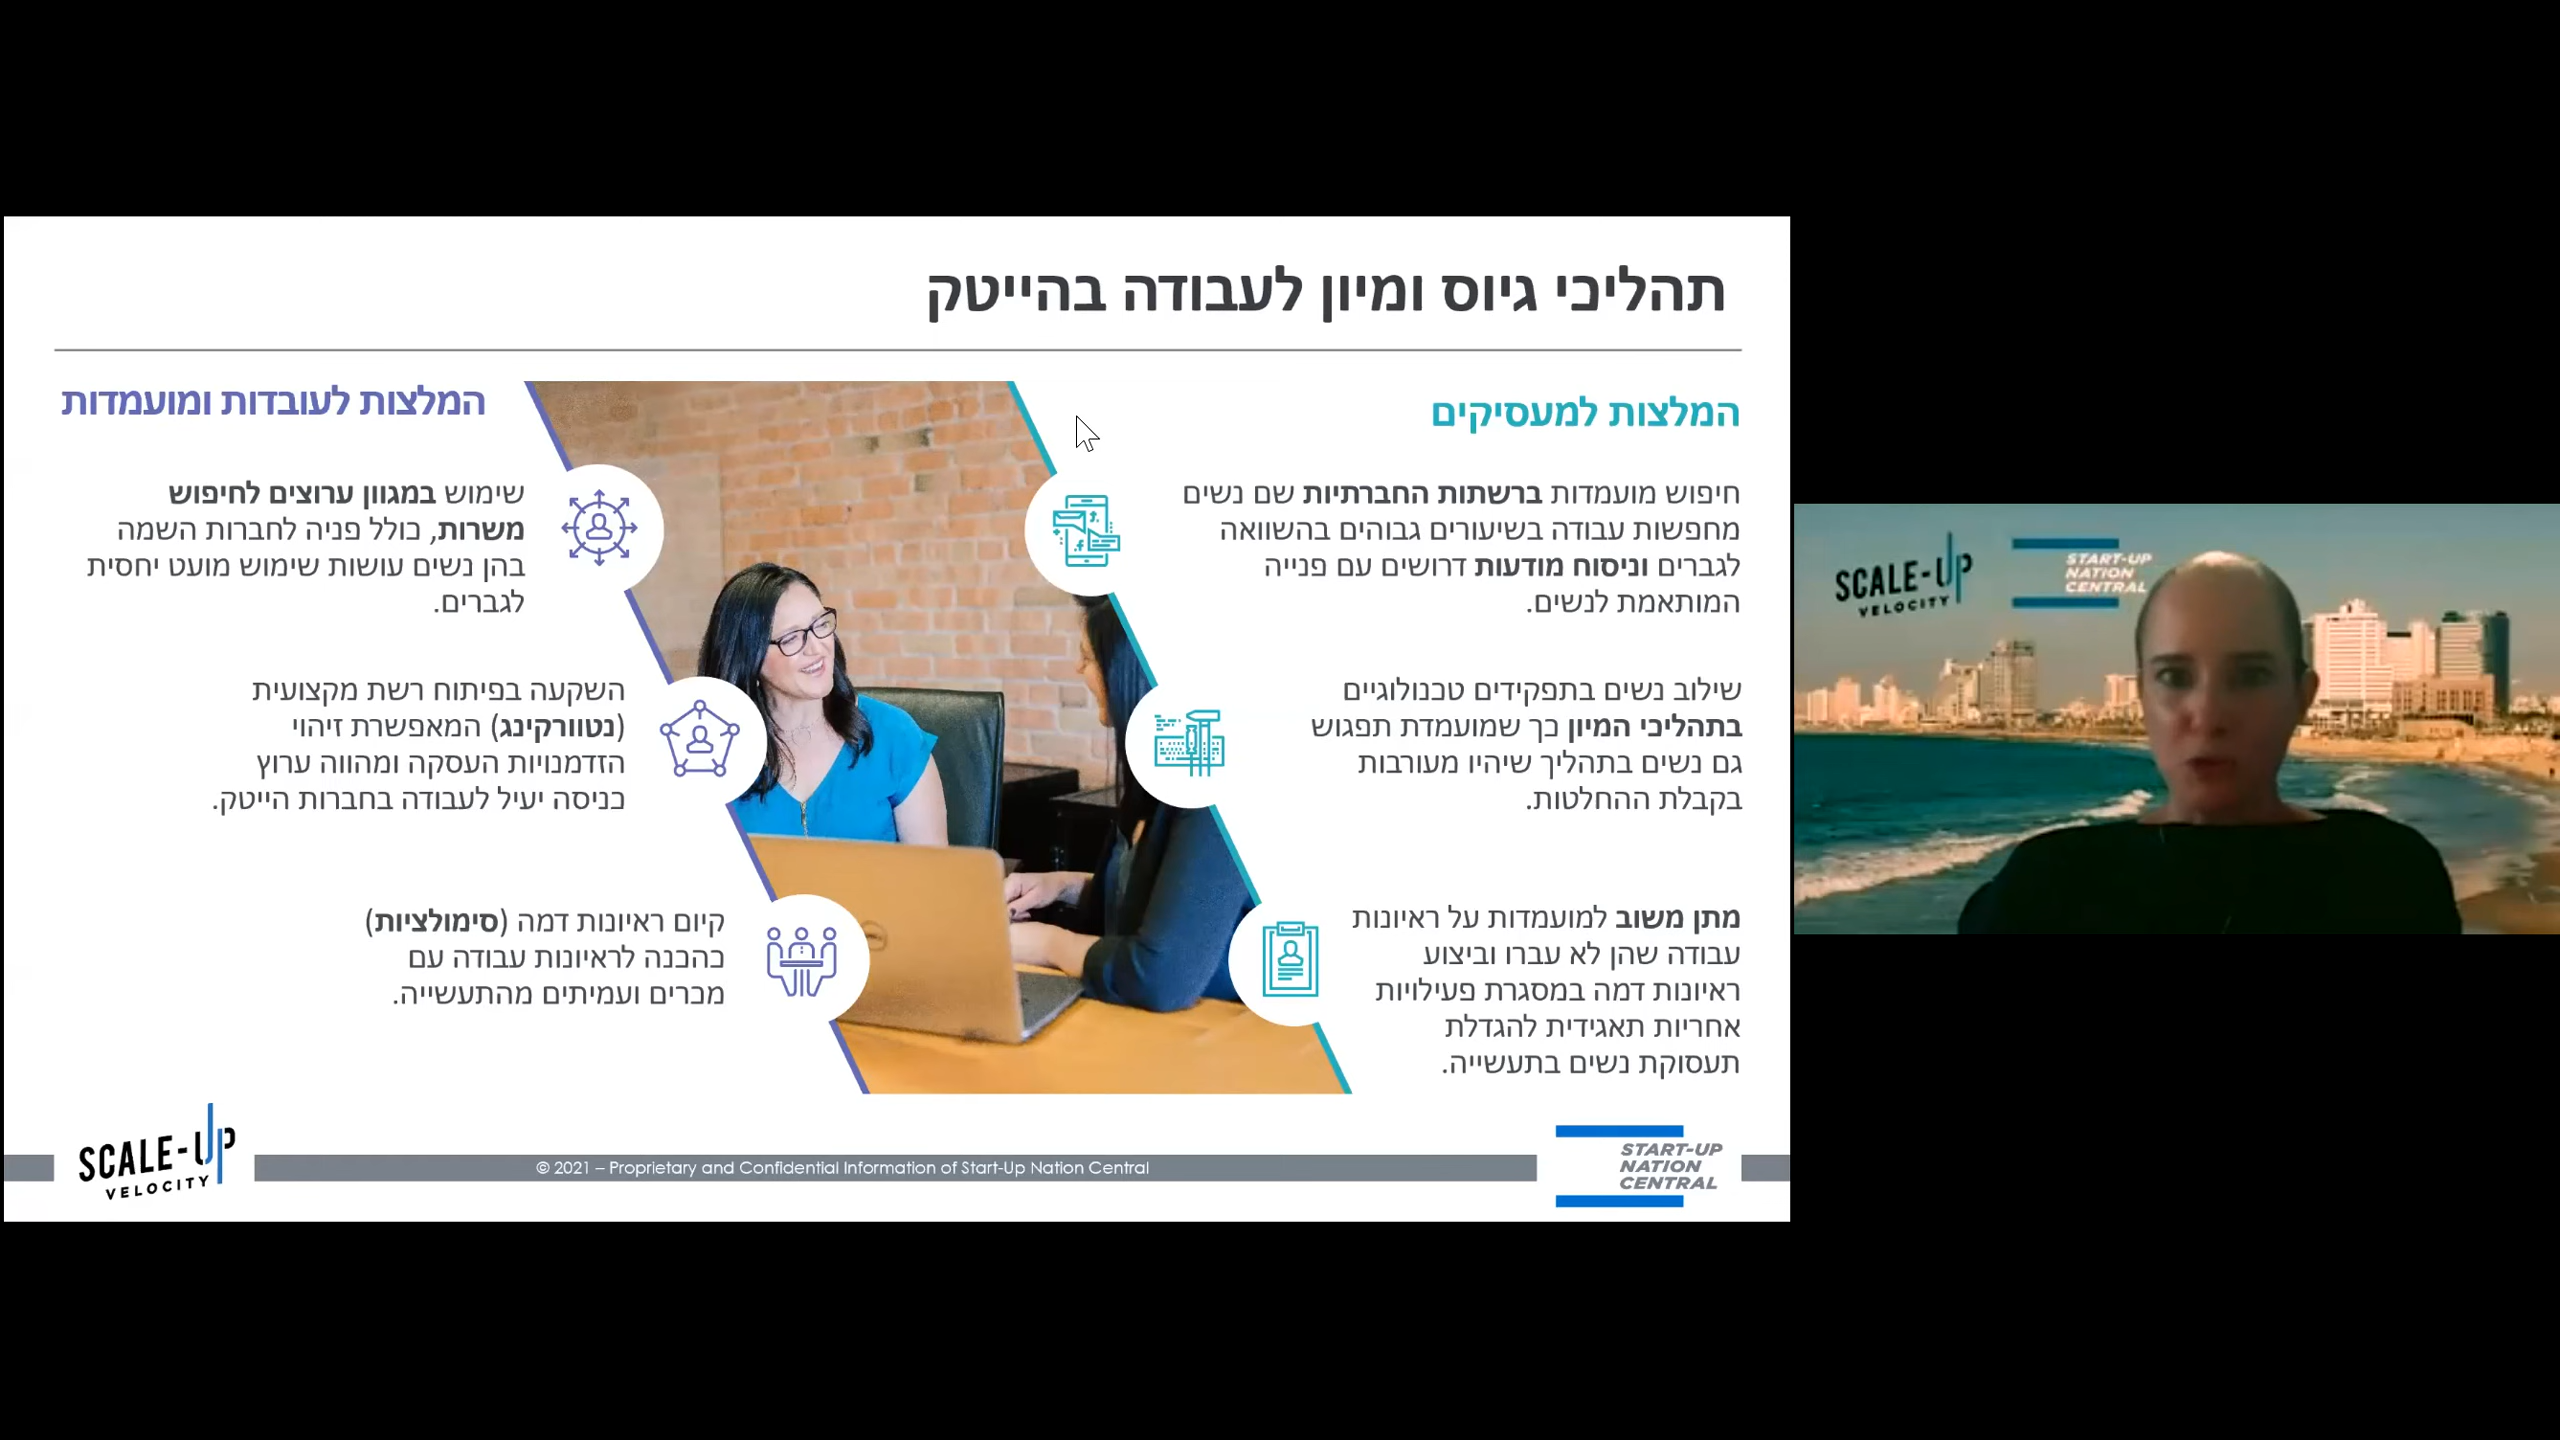 תהליכי גיוס ומיון לעבודה בהייטק
המלצות למעסיקים
חיפוש מועמדות ברשתות החברתיות שם נשים
מחפשות עבודה בשיעורים גבוהים בהשוואה
לגברים וניסוח מודעות דרושים עם פנייה
המותאמת לנשים.
שילוב נשים בתפקידים טכנולוגיים
בתהליכי המיון כך שמועמדת תפגוש
גם נשים בתהליך שיהיו מעורבות
בקבלת ההחלטות.
מתן משוב למועמדות על ראיונות
עבודה שהן לא עברו וביצוע
ראיונות דמה במסגרת פעילויות
אחריות תאגידית להגדלת
תעסוקת נשים בתעשייה.
המלצות לעובדות ומועמדות
שימוש במגוון ערוצים לחיפוש
משרות, כולל פניה לחברות השמה
בהן נשים עושות שימוש מועט יחסית
לגברים.
השקעה בפיתוח רשת מקצועית
(נטוורקינג) המאפשרת זיהוי
הזדמנויות העסקה ומהווה ערוץ
כניסה יעיל לעבודה בחברות הייטק.
קיום ראיונות דמה (סימולציות)
כהכנה לראיונות עבודה עם
מכרים ועמיתים מהתעשייה.
SCALE-UP
VELOCITY
© 2021 – Proprietary and Confidential Information of Start-Up Nation Central
START-UP
NATION
CENTRAL
SCALE-UP
VELOCITY
START-UP
NATION
CENTRAL